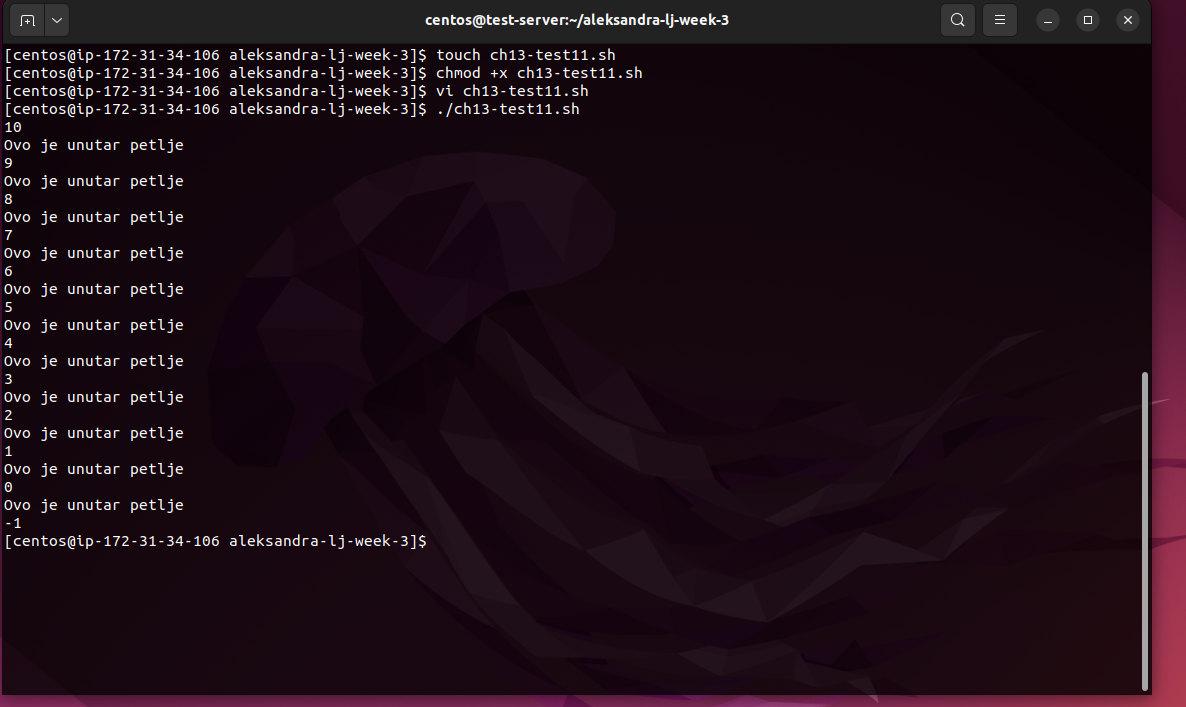 centos@test-server:~/aleksandra-lj-week-3
[centos@ip-172-31-34-106 aleksandra-lj-week-3]$ touch ch13-test11.sh
[centos@ip-172-31-34-106 aleksandra-lj-week-3]$ chmod +x ch13-test11.sh
[centos@ip-172-31-34-106 aleksandra-lj-week-3]$ vi ch13-test11.sh
[centos@ip-172-31-34-106 aleksandra-lj-week-3]$ ./ch13-test11.sh
10
Ovo je unutar petlje
9
Ovo je unutar petlje
8
Ovo je unutar petlje
7
Ovo je unutar petlje
6
Ovo je unutar petlje
5
Ovo je unutar petlje
4
Ovo je unutar petlje
3
Ovo je unutar petlje
2
Ovo je unutar petlje
1
Ovo je unutar petlje
0
Ovo je unutar petlje
-1
[centos@ip-172-31-34-106 aleksandra-lj-week-3]$